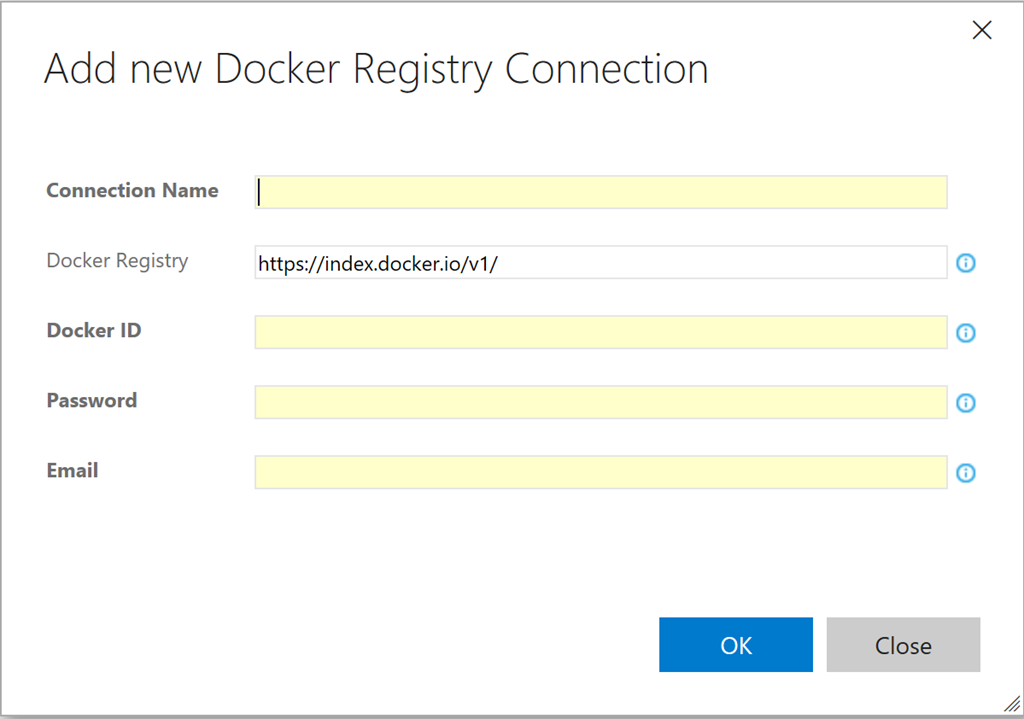 Add new Docker Registry Connection
Connection Name
Docker Registry
https://index.docker.io/v1/
Docker ID
Password
Email
OK
Close